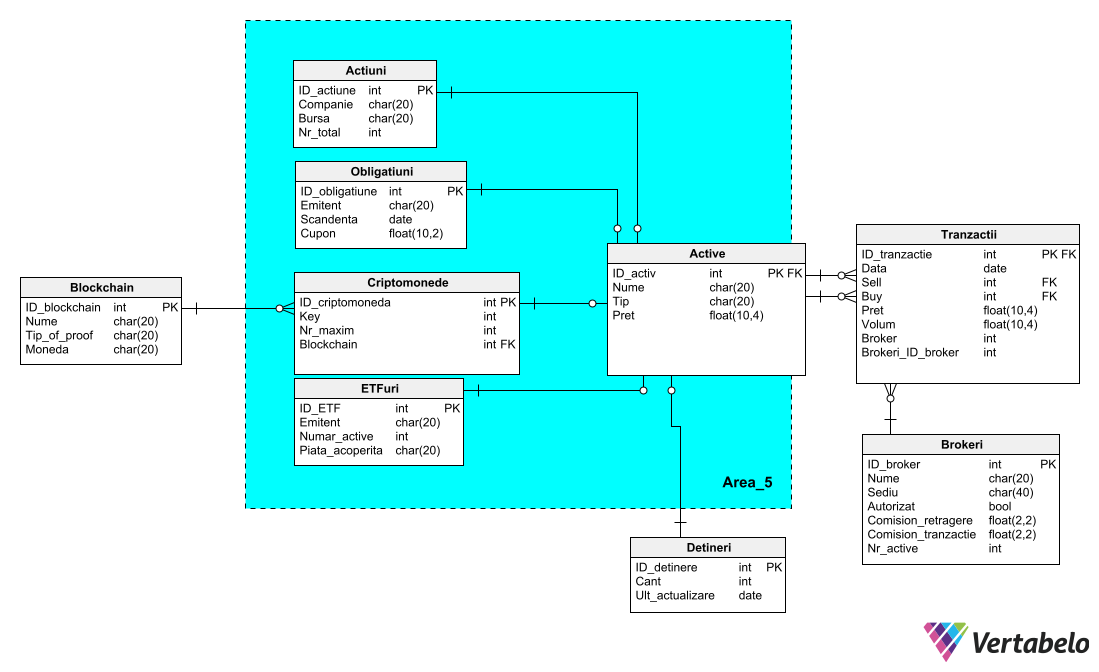 Actiuni
ID_actiune int PK
Companie char(20)
Bursa char(20)
Nr_total int
Obligatiuni
ID_obligatiune int PK
Emitent char(20)
Scandenta date
Cupon float(10,2)
Blockchain
ID_blockchain int PK
Nume char(20)
Tip_of_proof char(20)
Moneda char(20)
Criptomonede
ID_criptomoneda int PK
Key int
Nr_maxim int
Blockchain int FK
ETFuri
ID_ETF int PK
Emitent char(20)
Numar_active int
Piata_acoperita char(20)
Active
ID_activ int PK FK
Nume char(20)
Tip char(20)
Pret float(10,4)
Area_5
Tranzactii
ID_tranzactie int PK FK
Data date
Sell int FK
Buy int FK
Pret float(10,4)
Volum float(10,4)
Broker int
Brokeri_ID_broker int
Brokeri
ID_broker int PK
Nume char(20)
Sediu char(40)
Autorizat bool
Comision_retragere float(2,2)
Comision_tranzactie float(2,2)
Nr_active int
Detineri
ID_detinere int PK
Cant int
Ult_actualizare date
Vertabelo